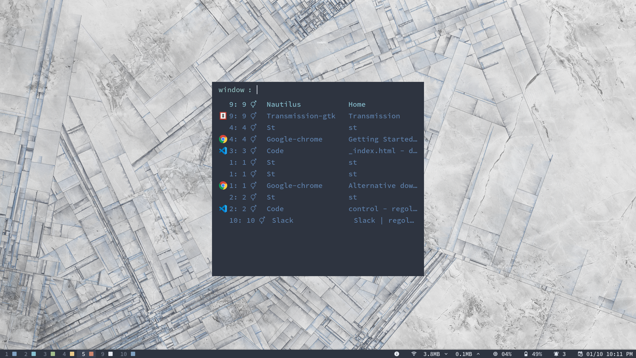 window :
9: 9 Nautilus Home
9: 9 Transmission-gtk Transmission
4: 4 St st
4: 4 Google-chrome Getting Started…
3: 3 Code _index.html - d…
1: 1 St st
1: 1 St st
1: 1 Google-chrome Alternative dow…
2: 2 St st
2: 2 Code control - regol…
10: 10 Slack Slack | regol…
1 2 3 4 5 9 10 3.8MB 0.1MB 04% 49% 3 01/10 10:11 PM